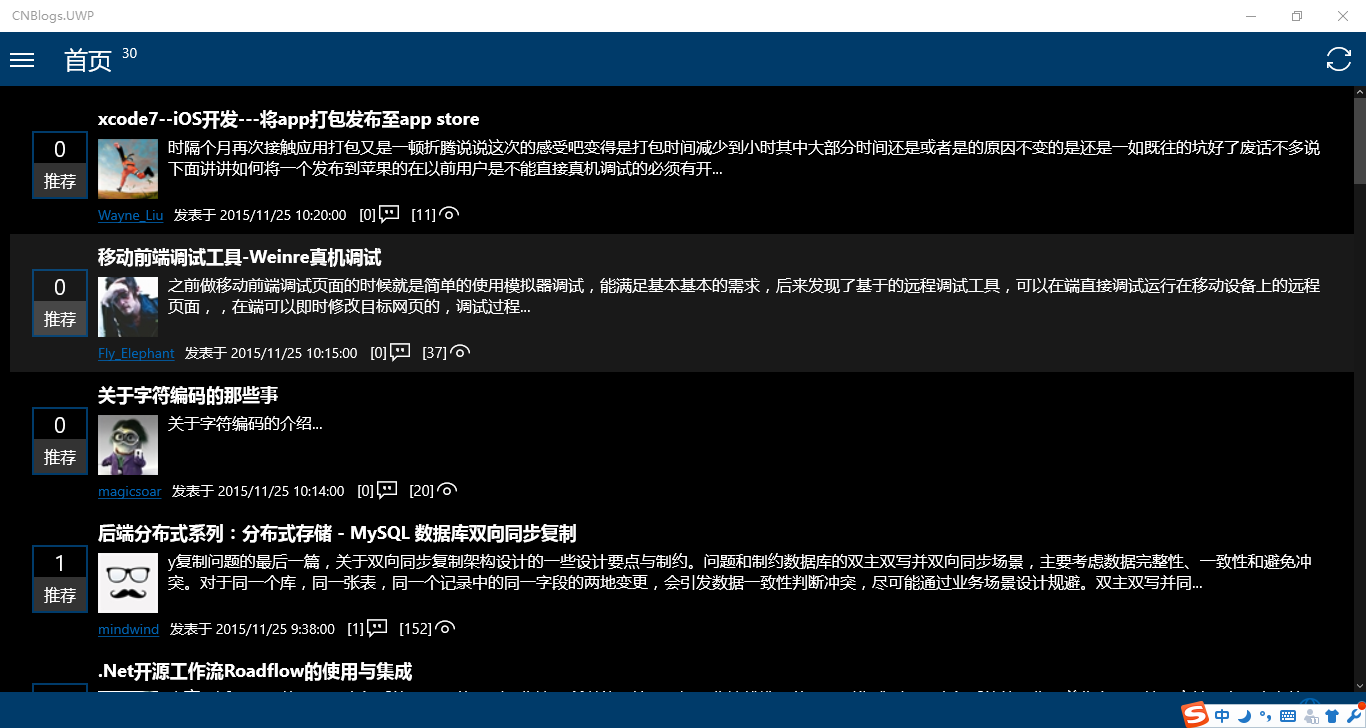 CNBlogs.UWP
首页 30
xcode7--iOS开发---将app打包发布至app store
0
推荐
时隔个月再次接触应用打包又是一顿折腾说说这次的感受吧变得是打包时间减少到小时其中大部分时间还是或者是的原因不变的是还是一如既往的坑好了废话不多说
下面讲讲如何将一个发布到苹果的在以前用户是不能直接真机调试的必须有开...
Wayne_Liu 发表于 2015/11/25 10:20:00 [0] [11]
移动前端调试工具-Weinre真机调试
0
推荐
之前做移动前端调试页面的时候就是简单的使用模拟器调试，能满足基本基本的需求，后来发现了基于的远程调试工具，可以在端直接调试运行在移动设备上的远程
页面，，在端可以即时修改目标网页的，调试过程...
Fly_Elephant 发表于 2015/11/25 10:15:00 [0] [37]
关于字符编码的那些事
0
推荐
关于字符编码的介绍...
magicsoar 发表于 2015/11/25 10:14:00 [0] [20]
后端分布式系列：分布式存储－MySQL 数据库双向同步复制
1
推荐
y复制问题的最后一篇，关于双向同步复制架构设计的一些设计要点与制约。问题和制约数据库的双主双写并双向同步场景，主要考虑数据完整性、一致性和避免冲
突。对于同一个库，同一张表，同一个记录中的同一字段的两地变更，会引发数据一致性判断冲突，尽可能通过业务场景设计规避。双主双写并同...
mindwind 发表于 2015/11/25 9:38:00 [1] [152]
.Net开源工作流Roadflow的使用与集成
S 中